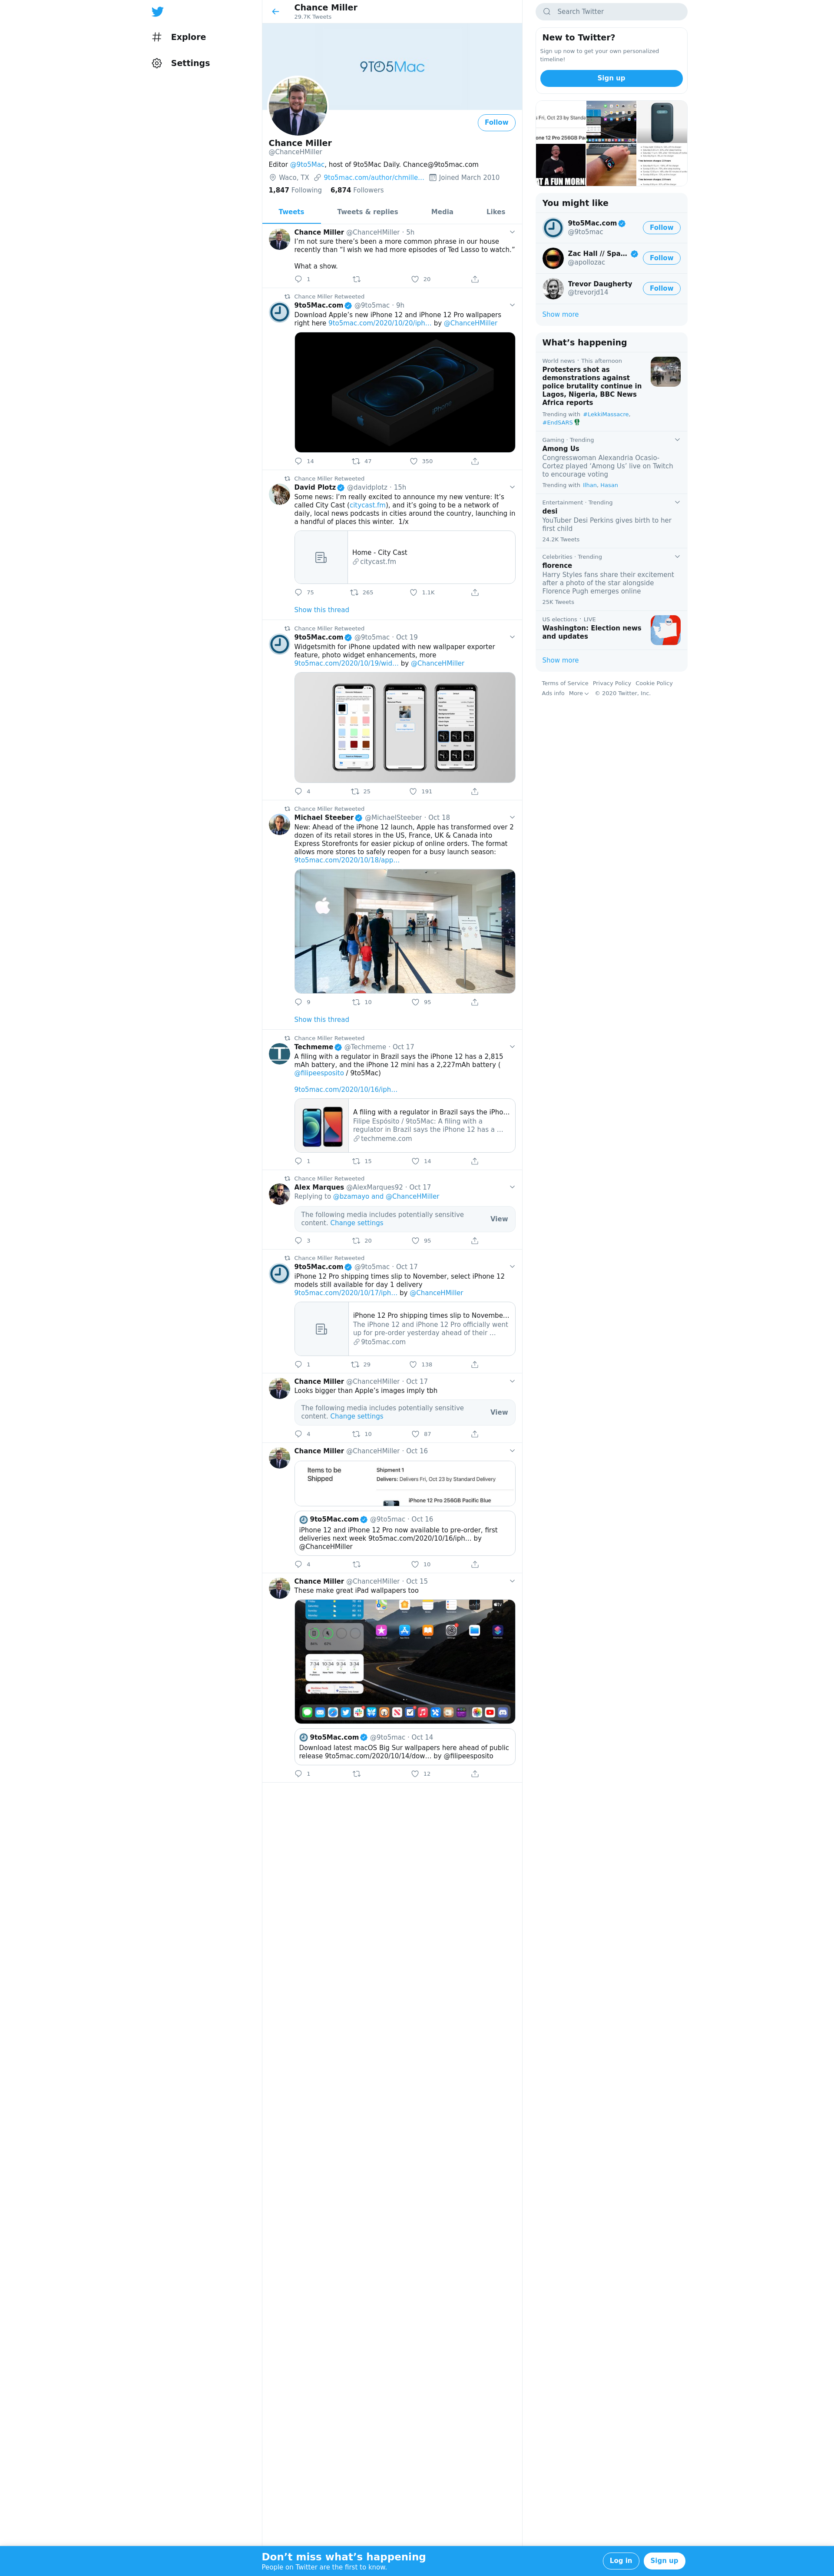 Explore
Settings
Chance Miller
29.7K Tweets
9TO5Mac
Follow
Chance Miller
@ChanceHMiller
Editor @9to5Mac, host of 9to5Mac Daily. Chance@9to5mac.com
Waco, TX 9to5mac.com/author/chmille... Joined March 2010
1,847 Following 6,874 Followers
Tweets Tweets & replies Media Likes
Chance Miller @ChanceHMiller · 5h
I’m not sure there’s been a more common phrase in our house
recently than “I wish we had more episodes of Ted Lasso to watch.”
What a show.
1 20
Chance Miller Retweeted
9to5Mac.com @9to5mac · 9h
Download Apple’s new iPhone 12 and iPhone 12 Pro wallpapers
right here 9to5mac.com/2020/10/20/iph... by @ChanceHMiller
14 47 350
Chance Miller Retweeted
David Plotz @davidplotz · 15h
Some news: I’m really excited to announce my new venture: It’s
called City Cast (citycast.fm), and it’s going to be a network of
daily, local news podcasts in cities around the country, launching in
a handful of places this winter. 1/x
Home - City Cast
citycast.fm
75 265 1.1K
Show this thread
Chance Miller Retweeted
9to5Mac.com @9to5mac · Oct 19
Widgetsmith for iPhone updated with new wallpaper exporter
feature, photo widget enhancements, more
9to5mac.com/2020/10/19/wid... by @ChanceHMiller
4 25 191
Chance Miller Retweeted
Michael Steeber @MichaelSteeber · Oct 18
New: Ahead of the iPhone 12 launch, Apple has transformed over 2
dozen of its retail stores in the US, France, UK & Canada into
Express Storefronts for easier pickup of online orders. The format
allows more stores to safely reopen for a busy launch season:
9to5mac.com/2020/10/18/app...
9 10 95
Show this thread
Chance Miller Retweeted
Techmeme @Techmeme · Oct 17
A filing with a regulator in Brazil says the iPhone 12 has a 2,815
mAh battery, and the iPhone 12 mini has a 2,227mAh battery (
@filipeesposito / 9to5Mac)
9to5mac.com/2020/10/16/iph...
A filing with a regulator in Brazil says the iPho...
Filipe Espósito / 9to5Mac: A filing with a
regulator in Brazil says the iPhone 12 has a ...
techmeme.com
1 15 14
Chance Miller Retweeted
Alex Marques @AlexMarques92 · Oct 17
Replying to @bzamayo and @ChanceHMiller
The following media includes potentially sensitive
content. Change settings
View
3 20 95
Chance Miller Retweeted
9to5Mac.com @9to5mac · Oct 17
iPhone 12 Pro shipping times slip to November, select iPhone 12
models still available for day 1 delivery
9to5mac.com/2020/10/17/iph... by @ChanceHMiller
iPhone 12 Pro shipping times slip to Novembe...
The iPhone 12 and iPhone 12 Pro officially went
up for pre-order yesterday ahead of their ...
9to5mac.com
1 29 138
Chance Miller @ChanceHMiller · Oct 17
Looks bigger than Apple’s images imply tbh
The following media includes potentially sensitive
content. Change settings
View
4 10 87
Chance Miller @ChanceHMiller · Oct 16
Items to be
Shipped
Shipment 1
Delivers: Delivers Fri, Oct 23 by Standard Delivery
iPhone 12 Pro 256GB Pacific Blue
9to5Mac.com @9to5mac · Oct 16
iPhone 12 and iPhone 12 Pro now available to pre-order, first
deliveries next week 9to5mac.com/2020/10/16/iph... by
@ChanceHMiller
4 10
Chance Miller @ChanceHMiller · Oct 15
These make great iPad wallpapers too
7:34 10:34 9:34 3:34
9to5Mac.com @9to5mac · Oct 14
Download latest macOS Big Sur wallpapers here ahead of public
release 9to5mac.com/2020/10/14/dow... by @filipeesposito
1 12
Search Twitter
New to Twitter?
Sign up now to get your own personalized
timeline!
Sign up
Fri, Oct 23 by Standa
ne 12 Pro 256GB Pa
T A FUN MORN
You might like
9to5Mac.com
@9to5mac
Follow
Zac Hall // Spa...
@apollozac
Follow
Trevor Daugherty
@trevorjd14
Follow
Show more
What’s happening
World news · This afternoon
Protesters shot as
demonstrations against
police brutality continue in
Lagos, Nigeria, BBC News
Africa reports
Trending with #LekkiMassacre,
#EndSARS
Gaming · Trending
Among Us
Congresswoman Alexandria Ocasio-
Cortez played ‘Among Us’ live on Twitch
to encourage voting
Trending with Ilhan, Hasan
Entertainment · Trending
desi
YouTuber Desi Perkins gives birth to her
first child
24.2K Tweets
Celebrities · Trending
florence
Harry Styles fans share their excitement
after a photo of the star alongside
Florence Pugh emerges online
25K Tweets
US elections · LIVE
Washington: Election news
and updates
Show more
Terms of Service Privacy Policy Cookie Policy
Ads info More © 2020 Twitter, Inc.
Don’t miss what’s happening
People on Twitter are the first to know.
Log in
Sign up